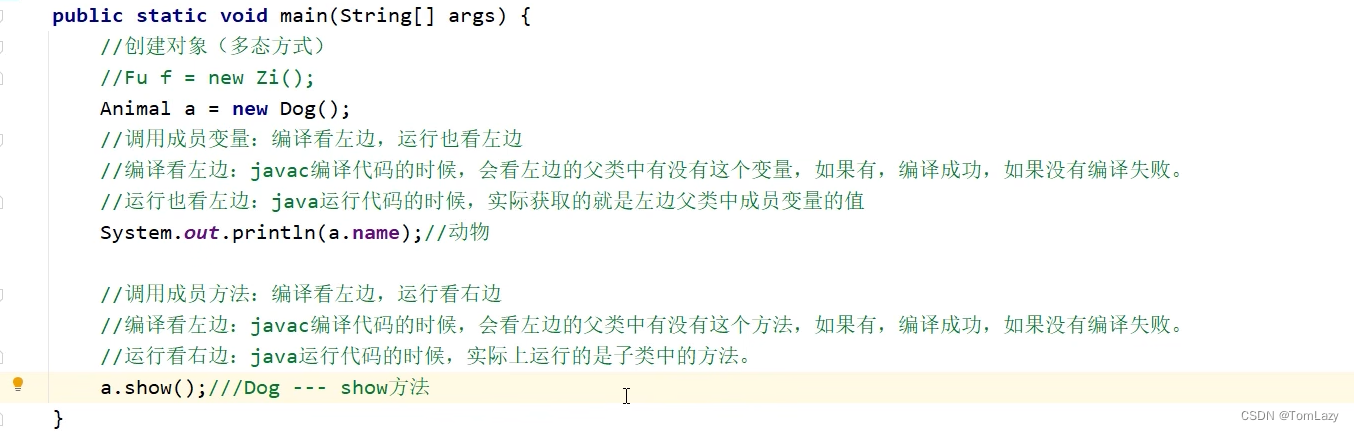 public static void main(String[] args) {
//创建对象（多态方式）
//Fu f = new Zi();
Animal a = new Dog();
//调用成员变量：编译看左边，运行也看左边
//编译看左边：javac编译代码的时候，会看左边的父类中有没有这个变量，如果有，编译成功，如果没有编译失败。
//运行也看左边：java运行代码的时候，实际获取的就是左边父类中成员变量的值
System.out.println(a.name);//动物
//调用成员方法：编译看左边，运行看右边
//编译看左边：javac编译代码的时候，会看左边的父类中有没有这个方法，如果有，编译成功，如果没有编译失败。
//运行看右边：java运行代码的时候，实际上运行的是子类中的方法。
a.show();///Dog --- show方法
}
CSDN @TomLazy